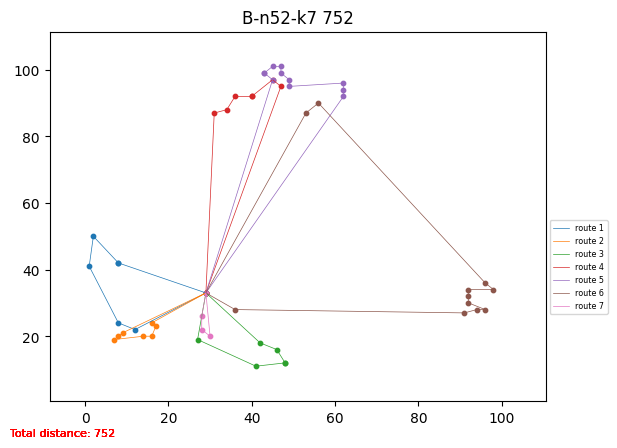 B-n52-k7 752
100
80
60
40
20
0 20 40 60 80 100
route 1
route 2
route 3
route 4
route 5
route 6
route 7
Total distance: 752